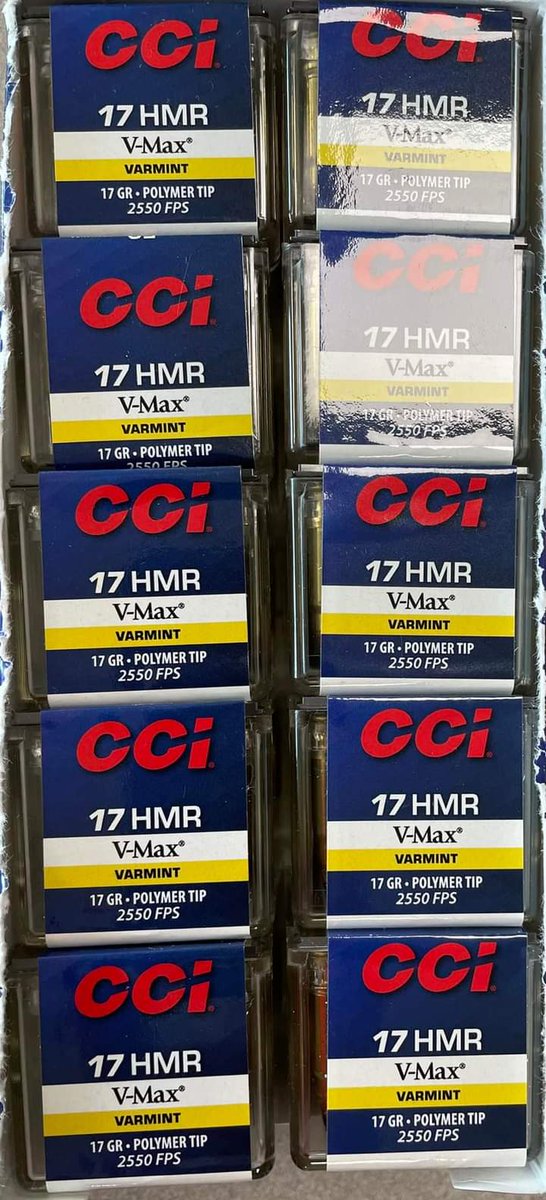 CCi
17 HMR
V-Max®
VARMINT
17 GR • POLYMER TIP
2550 FPS
CCi
17 HMR
V-Max®
VARMINT
17 GR • POLYMER TIP
2550 FPS
CCi
17 HMR
V-Max®
VARMINT
17 GR • POLYMER TIP
2550 FPS
CCi
17 HMR
V-Max®
VARMINT
17 GR • POLYMER TIP
2550 FPS
CCi
17 HMR
V-Max®
VARMINT
17 GR • POLYMER TIP
2550 FPS
CCi
17 HMR
V-Max®
VARMINT
17 GR • POLYMER TIP
2550 FPS
CCi
17 HMR
V-Max®
VARMINT
17 GR • POLYMER TIP
2550 FPS
CCi
17 HMR
V-Max®
VARMINT
17 GR • POLYMER TIP
2550 FPS
CCi
17 HMR
V-Max®
VARMINT
17 GR • POLYMER TIP
2550 FPS
CCi
17 HMR
V-Max®
VARMINT
17 GR • POLYMER TIP
2550 FPS